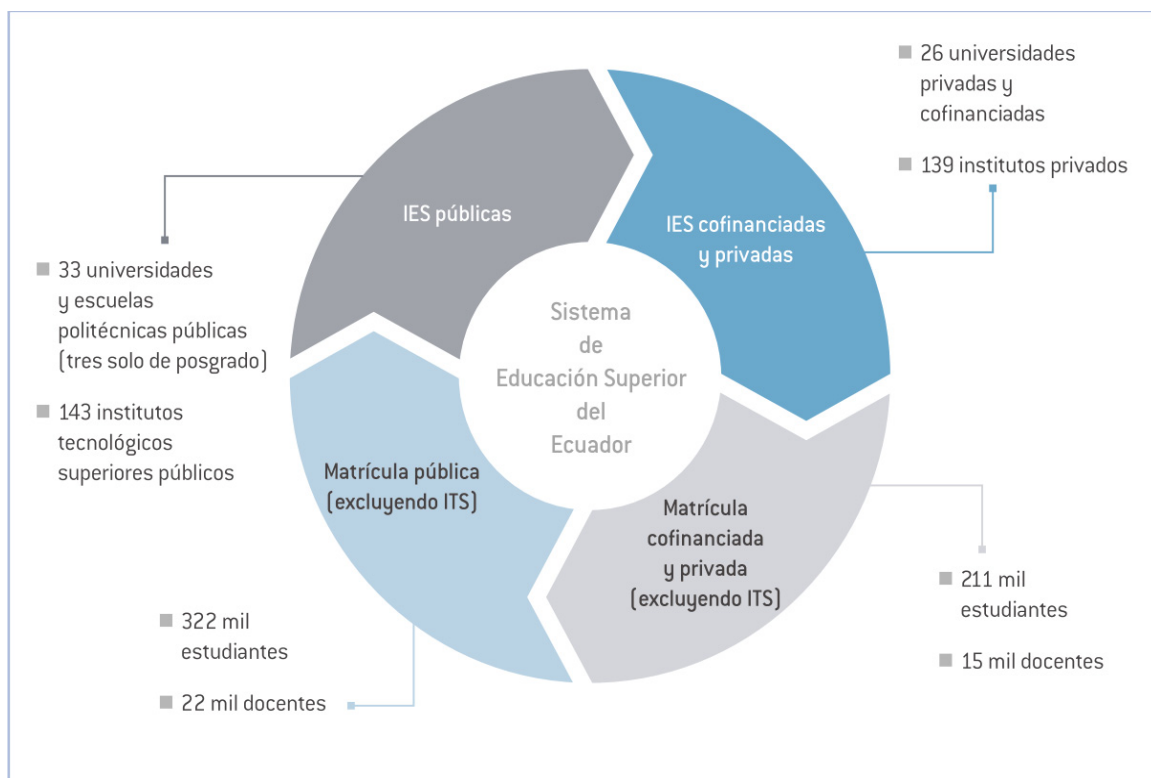 IES públicas
33 universidades
y escuelas
politécnicas públicas
(tres solo de posgrado)
143 institutos
tecnológicos
superiores públicos
IES cofinanciadas
y privadas
26 universidades
privadas y
cofinanciadas
139 institutos privados
Sistema
de
Educación Superior
del
Ecuador
Matrícula pública
(excluyendo ITS)
322 mil
estudiantes
22 mil docentes
Matrícula
cofinanciada
y privada
(excluyendo ITS)
211 mil
estudiantes
15 mil docentes